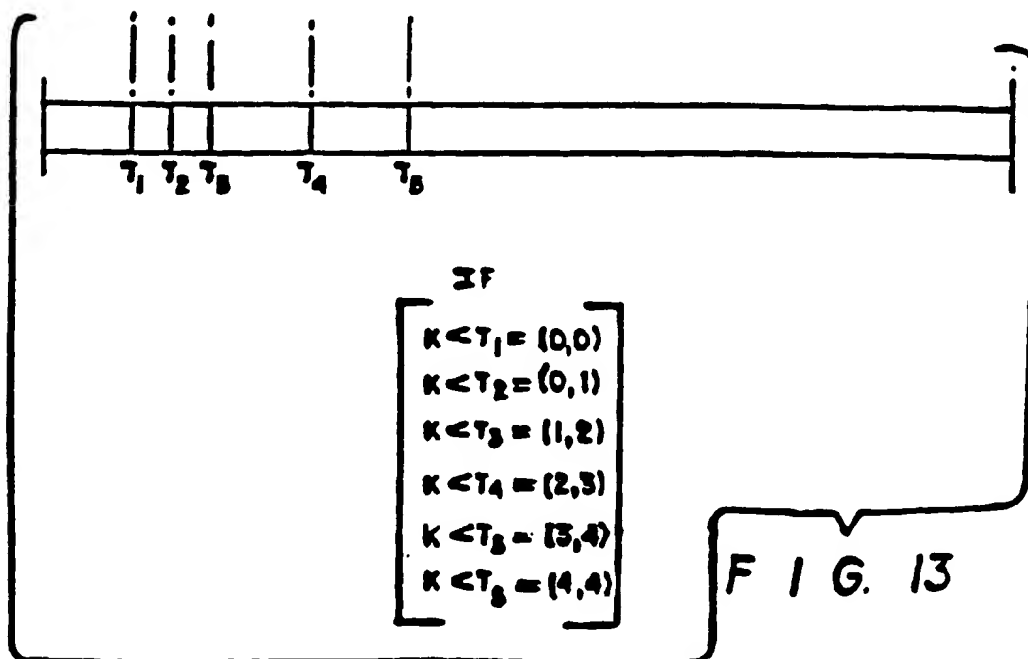 T₁ T₂ T₃ T₄ T₅
IF
K<T₁=(0,0)
K<T₂=(0,1)
K<T₃=(1,2)
K<T₄=(2,3)
K<T₅=(3,4)
K<T₅=(4,4)
FIG. 13